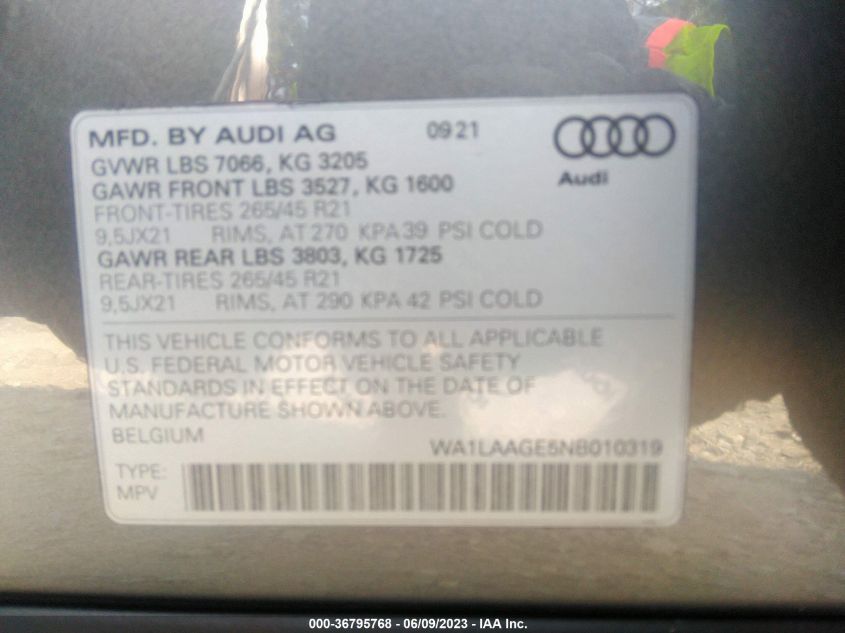 MFD. BY AUDI AG 09 21
Audi
GVWR LBS 7066, KG 3205
GAWR FRONT LBS 3527, KG 1600
FRONT-TIRES 265/45 R21
9,5JX21 RIMS, AT 270 KPA 39 PSI COLD
GAWR REAR LBS 3803, KG 1725
REAR-TIRES 265/45 R21
9,5JX21 RIMS, AT 290 KPA 42 PSI COLD
THIS VEHICLE CONFORMS TO ALL APPLICABLE
U.S. FEDERAL MOTOR VEHICLE SAFETY
STANDARDS IN EFFECT ON THE DATE OF
MANUFACTURE SHOWN ABOVE.
BELGIUM
WA1LAAGE5NB010319
TYPE:
MPV
000-36795768 - 06/09/2023 - IAA Inc.